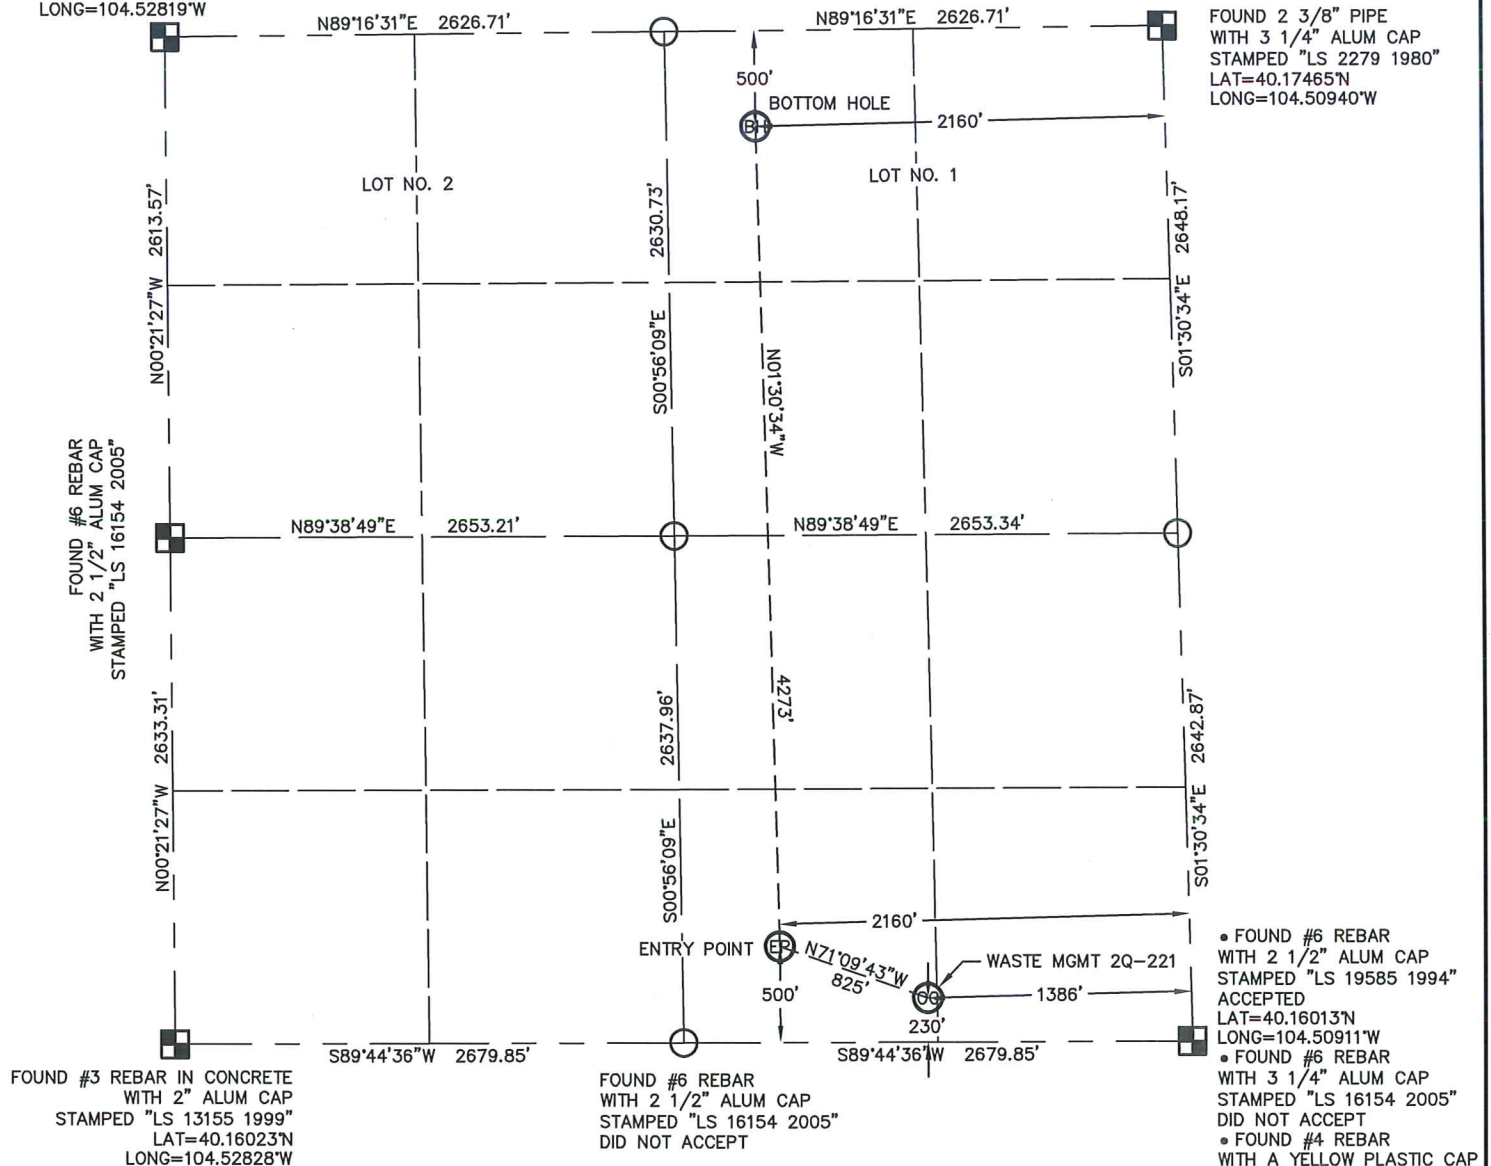 LONG=104.52819°W
N89°16'31"E 2626.71'
N89°16'31"E 2626.71'
FOUND 2 3/8" PIPE
WITH 3 1/4" ALUM CAP
STAMPED "LS 2279 1980"
LAT=40.17465°N
LONG=104.50940°W
500'
BOTTOM HOLE
BH
2160'
LOT NO. 2
LOT NO. 1
N00°21'27"W 2613.57'
S00°56'09"E 2630.73'
N01°30'34"W 4273'
S01°30'34"E 2648.17'
FOUND #6 REBAR
WITH 2 1/2" ALUM CAP
STAMPED "LS 16154 2005"
N89°38'49"E 2653.21'
N89°38'49"E 2653.34'
N00°21'27"W 2633.31'
S00°56'09"E 2637.96'
S01°30'34"E 2642.87'
2160'
ENTRY POINT
EP
N71°09'43"W
825'
WASTE MGMT 2Q-221
500'
1386'
230'
S89°44'36"W 2679.85'
S89°44'36"W 2679.85'
• FOUND #6 REBAR
WITH 2 1/2" ALUM CAP
STAMPED "LS 19585 1994"
ACCEPTED
LAT=40.16013°N
LONG=104.50911°W
• FOUND #6 REBAR
WITH 3 1/4" ALUM CAP
STAMPED "LS 16154 2005"
DID NOT ACCEPT
• FOUND #4 REBAR
WITH A YELLOW PLASTIC CAP
FOUND #3 REBAR IN CONCRETE
WITH 2" ALUM CAP
STAMPED "LS 13155 1999"
LAT=40.16023°N
LONG=104.52828°W
FOUND #6 REBAR
WITH 2 1/2" ALUM CAP
STAMPED "LS 16154 2005"
DID NOT ACCEPT